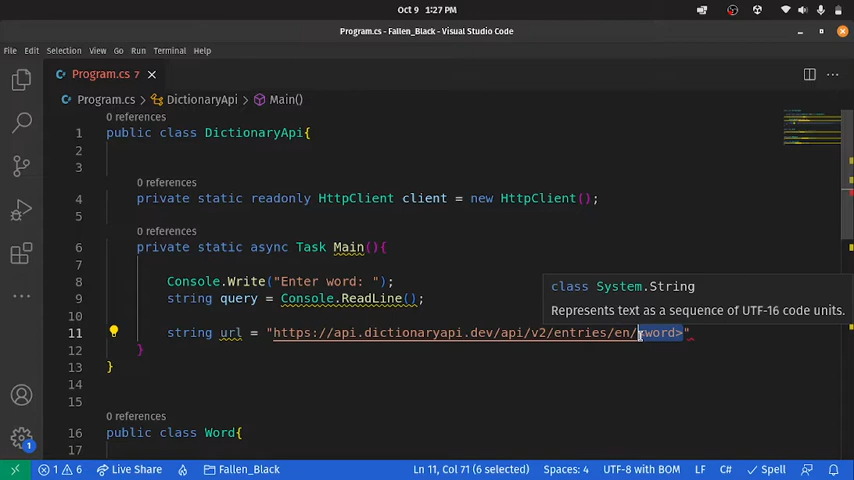 Oct 9 1:27 PM
Program.cs - Fallen_Black - Visual Studio Code
File Edit Selection View Go Run Terminal Help
Program.cs 7
Program.cs > DictionaryApi > Main()
0 references
1 public class DictionaryApi{
2
3
0 references
4 private static readonly HttpClient client = new HttpClient();
5
0 references
6 private static async Task Main(){
7
8 Console.Write("Enter word: ");
class System.String
9 string query = Console.ReadLine();
Represents text as a sequence of UTF-16 code units.
10
11 string url = "https://api.dictionaryapi.dev/api/v2/entries/en/<word>"
12 }
13 }
14
15
0 references
16 public class Word{
17
1
1 6 Live Share Fallen_Black Ln 11, Col 71 (6 selected) Spaces: 4 UTF-8 with BOM LF C# Spell